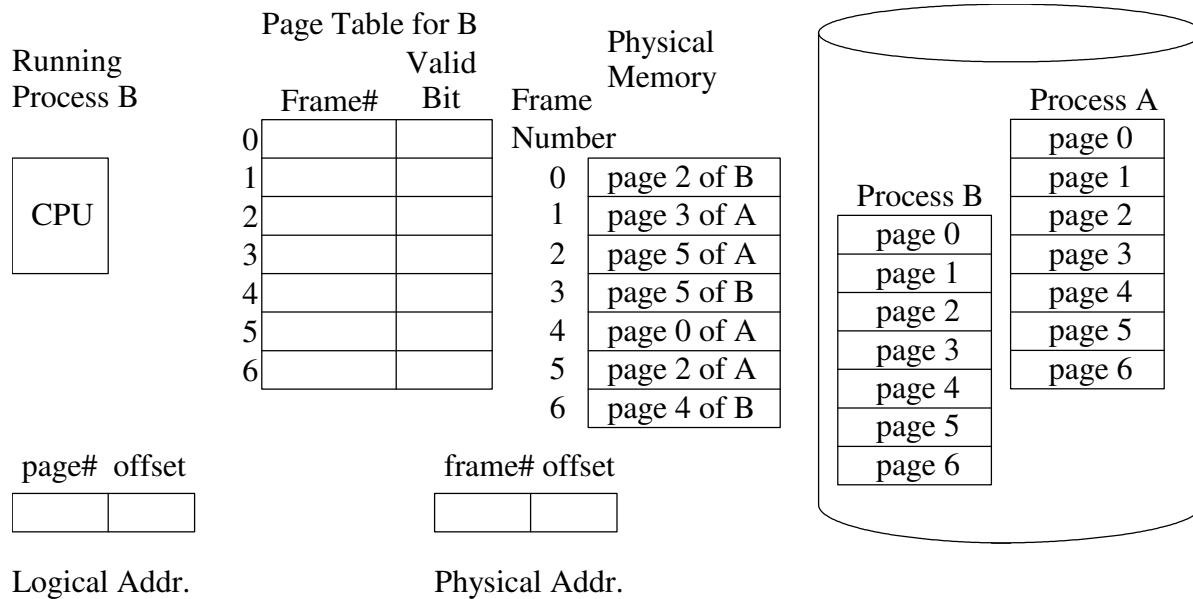 Running
Process B
CPU
Page Table for B
Frame#
Valid
Bit
0
1
2
3
4
5
6
Physical
Memory
Frame
Number
0 page 2 of B
1 page 3 of A
2 page 5 of A
3 page 5 of B
4 page 0 of A
5 page 2 of A
6 page 4 of B
Process B
page 0
page 1
page 2
page 3
page 4
page 5
page 6
Process A
page 0
page 1
page 2
page 3
page 4
page 5
page 6
page# offset
Logical Addr.
frame# offset
Physical Addr.